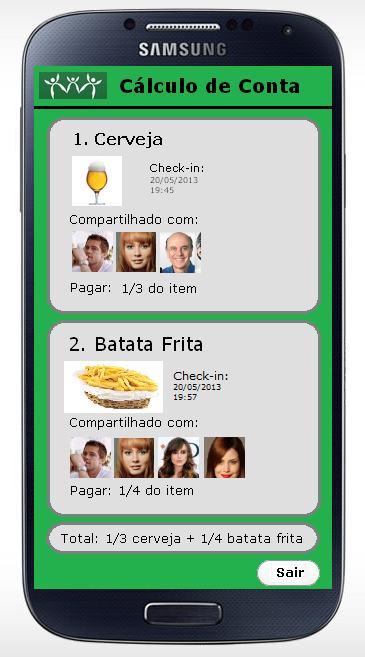 SAMSUNG
Cálculo de Conta
1. Cerveja
Check-in:
20/05/2013
19:45
Compartilhado com:
Pagar: 1/3 do item
2. Batata Frita
Check-in:
20/05/2013
19:57
Compartilhado com:
Pagar: 1/4 do item
Total: 1/3 cerveja + 1/4 batata frita
Sair